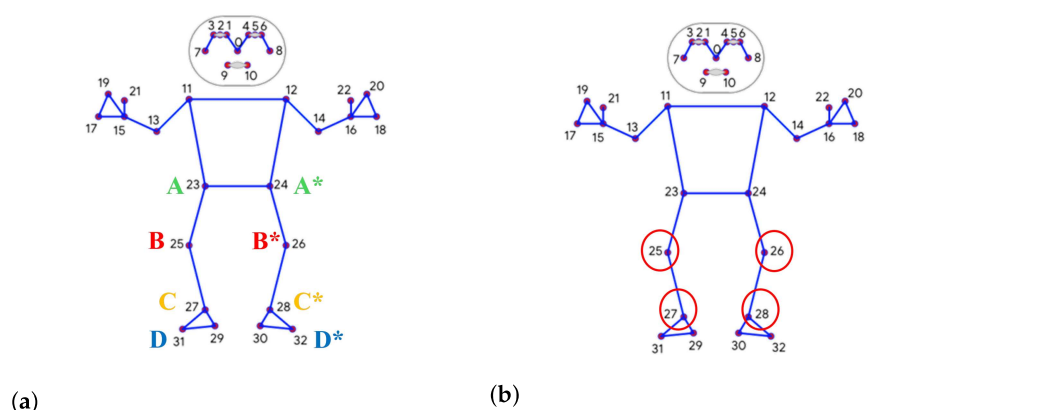 3 2 1 4 5 6
0
7 8
9 10
19 21 11 12 22 20
17 15 13 14 16 18
A 23 24 A*
B 25 B* 26
C 27 28 C*
D 31 29 30 32 D*
(a)
3 2 1 4 5 6
0
7 8
9 10
19 21 11 12 22 20
17 15 13 14 16 18
23 24
25 26
27 28
31 29 30 32
(b)